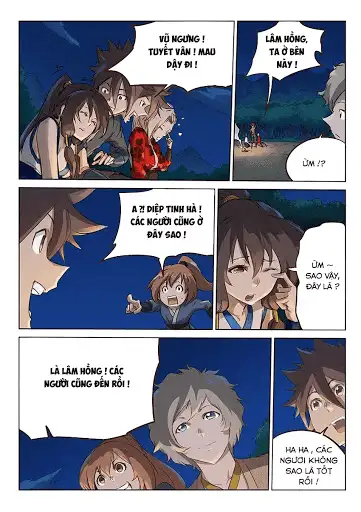 VŨ NGƯNG !
TUYẾT VÂN ! MAU
DẬY ĐI !
LÂM HỒNG,
TA Ở BÊN
NÀY !
ỪM !?
A ?! DIỆP TINH HÀ !
CÁC NGƯỜI CŨNG Ở
ĐÂY SAO !
ỪM ~
SAO VẬY,
ĐÂY LÀ ?
LÀ LÂM HỒNG ! CÁC
NGƯỜI CŨNG ĐẾN RỒI !
HA HA , CÁC
NGƯƠI KHÔNG
SAO LÀ TỐT
RỒI !